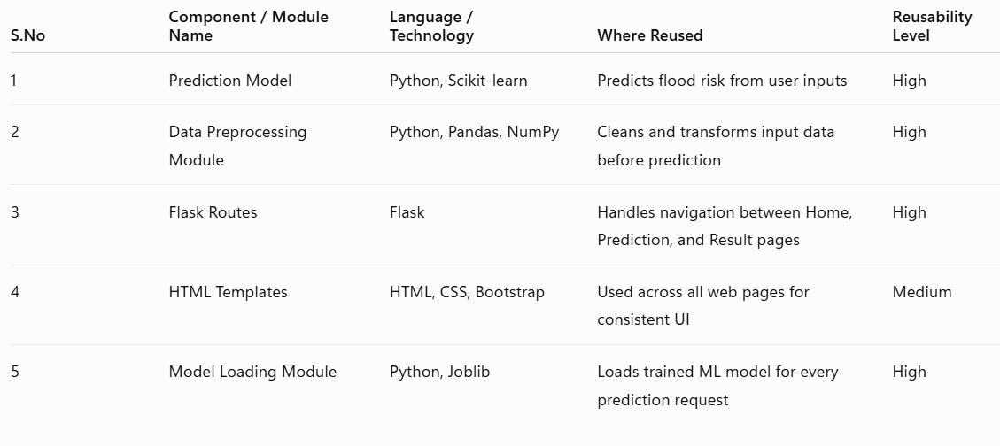 S.No Component / Module Name Language / Technology Where Reused Reusability Level
1 Prediction Model Python, Scikit-learn Predicts flood risk from user inputs High
2 Data Preprocessing Module Python, Pandas, NumPy Cleans and transforms input data before prediction High
3 Flask Routes Flask Handles navigation between Home, Prediction, and Result pages High
4 HTML Templates HTML, CSS, Bootstrap Used across all web pages for consistent UI Medium
5 Model Loading Module Python, Joblib Loads trained ML model for every prediction request High